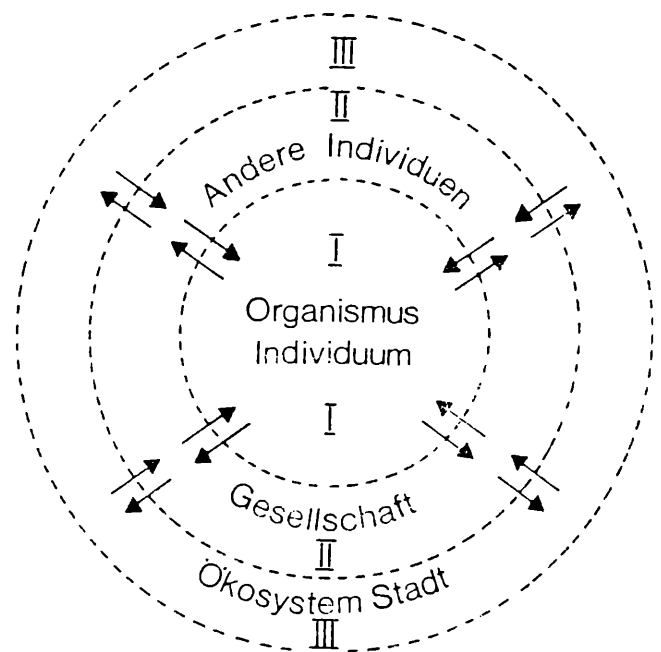 III
II
Andere Individuen
I
Organismus
Individuum
I
Gesellschaft
II
Ökosystem Stadt
III